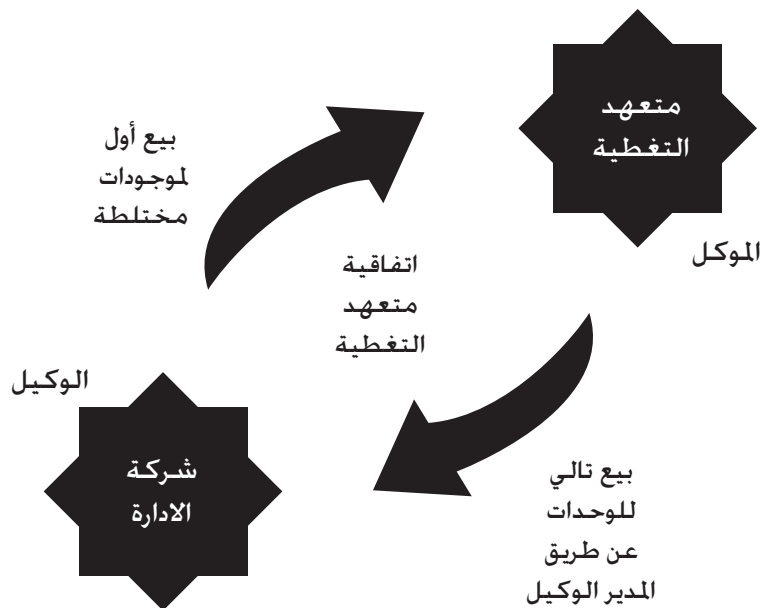 متعهد
التغطية
الموكل
بيع أول
لموجودات
مختلطة
اتفاقية
متعهد
التغطية
الوكيل
شركة
الادارة
بيع تالي
للوحدات
عن طريق
المدير الوكيل